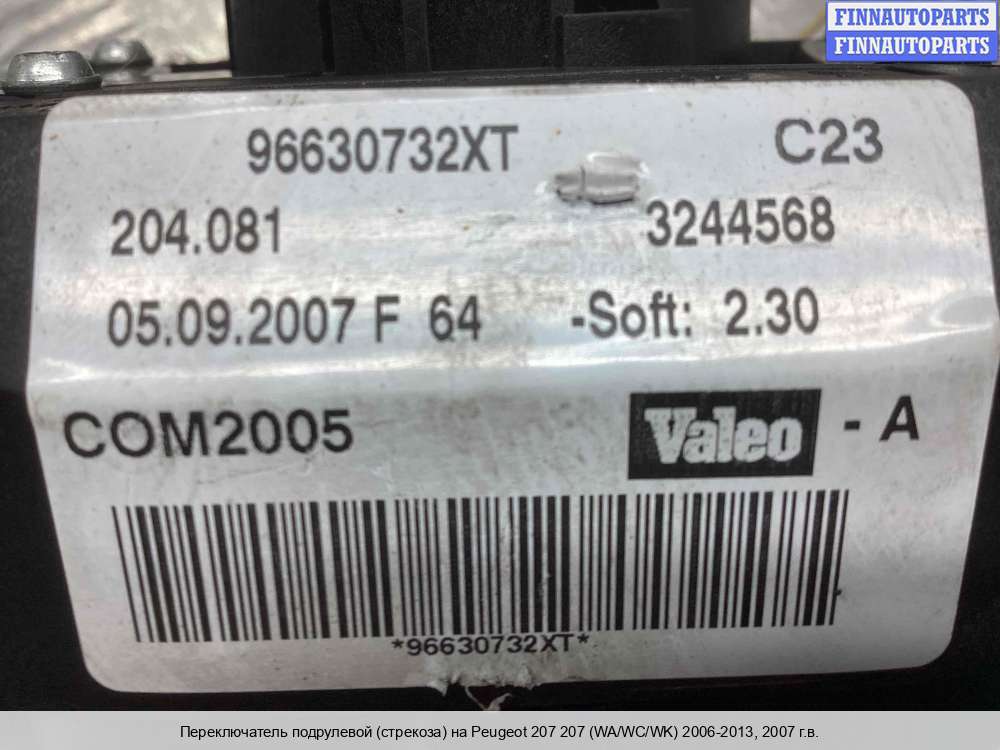 FINNAUTOPARTS
FINNAUTOPARTS
96630732XT C23
204.081 3244568
05.09.2007 F 64 -Soft: 2.30
COM2005 Valeo - A
*96630732XT*
Переключатель подрулевой (стрекоза) на Peugeot 207 207 (WA/WC/WK) 2006-2013, 2007 г.в.